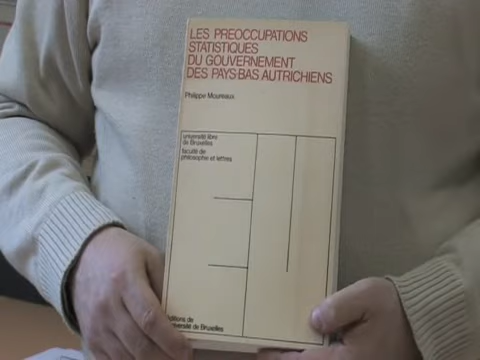 LES PREOCCUPATIONS
STATISTIQUES
DU GOUVERNEMENT
DES PAYS-BAS AUTRICHIENS
Philippe Moureaux
université libre
de Bruxelles
faculté de
philosophie et lettres
éditions de
université de Bruxelles